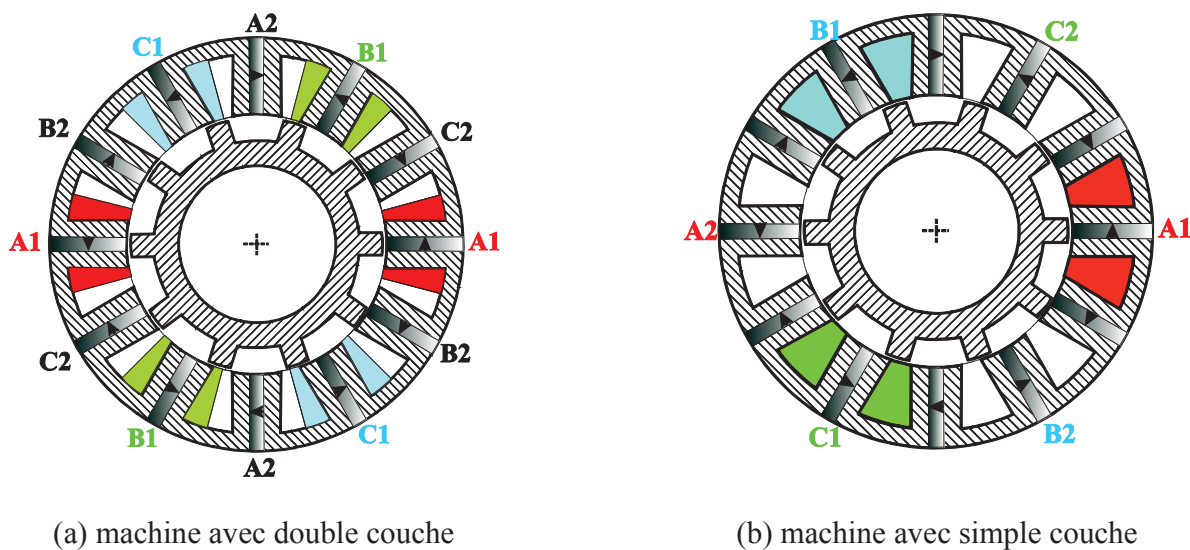 A2
C1
B1
B2
C2
A1
A1
C2
B2
B1
C1
A2
(a) machine avec double couche
B1
C2
A2
A1
C1
B2
(b) machine avec simple couche